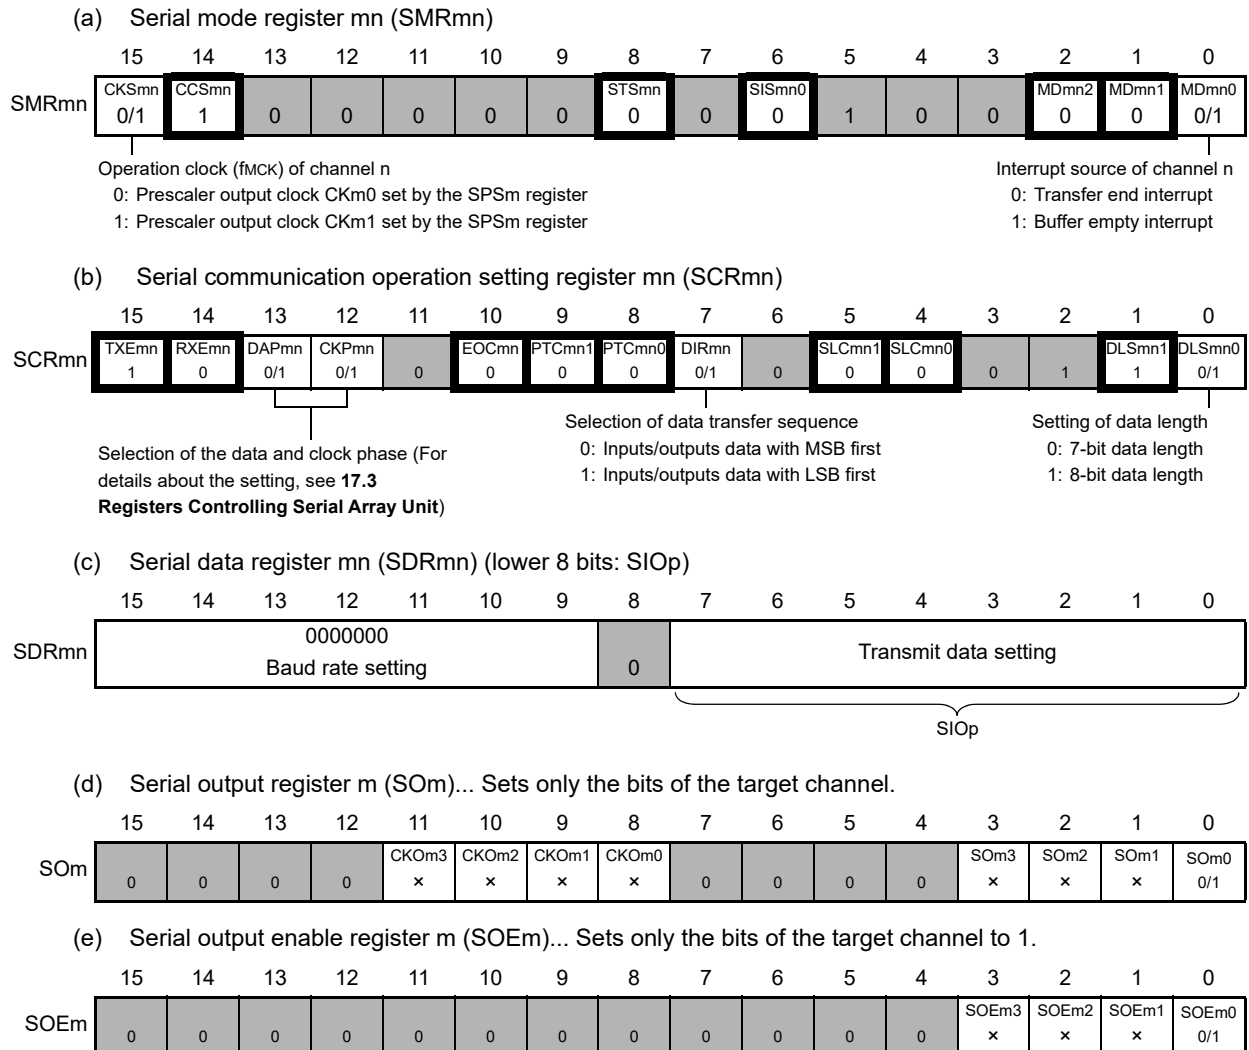 (a) Serial mode register mn (SMRmn)
15 14 13 12 11 10 9 8 7 6 5 4 3 2 1 0
SMRmn CKSmn CCSmn STSmn SISmn0 MDmn2 MDmn1 MDmn0
0/1 1 0 0 0 0 0 0 0 0 1 0 0 0 0 0/1
Operation clock (fMCK) of channel n
0: Prescaler output clock CKm0 set by the SPSm register
1: Prescaler output clock CKm1 set by the SPSm register
Interrupt source of channel n
0: Transfer end interrupt
1: Buffer empty interrupt
(b) Serial communication operation setting register mn (SCRmn)
15 14 13 12 11 10 9 8 7 6 5 4 3 2 1 0
SCRmn TXEmn RXEmn DAPmn CKPmn EOCmn PTCmn1 PTCmn0 DIRmn SLCmn1 SLCmn0 DLSmn1 DLSmn0
1 0 0/1 0/1 0 0 0 0 0/1 0 0 0 0 1 1 0/1
Selection of the data and clock phase (For
details about the setting, see 17.3
Registers Controlling Serial Array Unit)
Selection of data transfer sequence
0: Inputs/outputs data with MSB first
1: Inputs/outputs data with LSB first
Setting of data length
0: 7-bit data length
1: 8-bit data length
(c) Serial data register mn (SDRmn) (lower 8 bits: SIOp)
15 14 13 12 11 10 9 8 7 6 5 4 3 2 1 0
SDRmn
0000000
Baud rate setting
0
Transmit data setting
SIOp
(d) Serial output register m (SOm)... Sets only the bits of the target channel.
15 14 13 12 11 10 9 8 7 6 5 4 3 2 1 0
SOm CKOm3 CKOm2 CKOm1 CKOm0 SOm3 SOm2 SOm1 SOm0
0 0 0 0 × × × × 0 0 0 0 × × × 0/1
(e) Serial output enable register m (SOEm)... Sets only the bits of the target channel to 1.
15 14 13 12 11 10 9 8 7 6 5 4 3 2 1 0
SOEm SOEm3 SOEm2 SOEm1 SOEm0
0 0 0 0 0 0 0 0 0 0 0 0 × × × 0/1